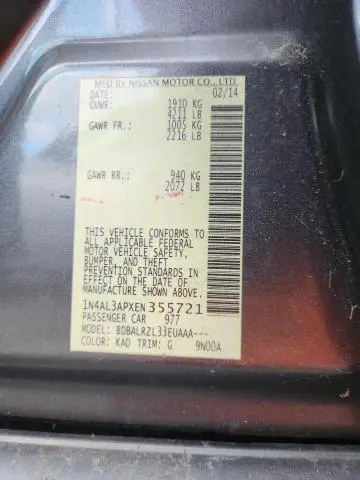 MFD BY NISSAN MOTOR CO., LTD.
DATE: 02/14
GVWR: 1910 KG
4211 LB
GAWR FR.: 1005 KG
2216 LB
GAWR RR.: 940 KG
2072 LB
THIS VEHICLE CONFORMS TO
ALL APPLICABLE FEDERAL
MOTOR VEHICLE SAFETY,
BUMPER, AND THEFT
PREVENTION STANDARDS IN
EFFECT ON THE DATE OF
MANUFACTURE SHOWN ABOVE.
1N4AL3APXEN355721
PASSENGER CAR 977
MODEL: BDBALRZL33EUAAA---
COLOR: KAD TRIM: G 9N00A